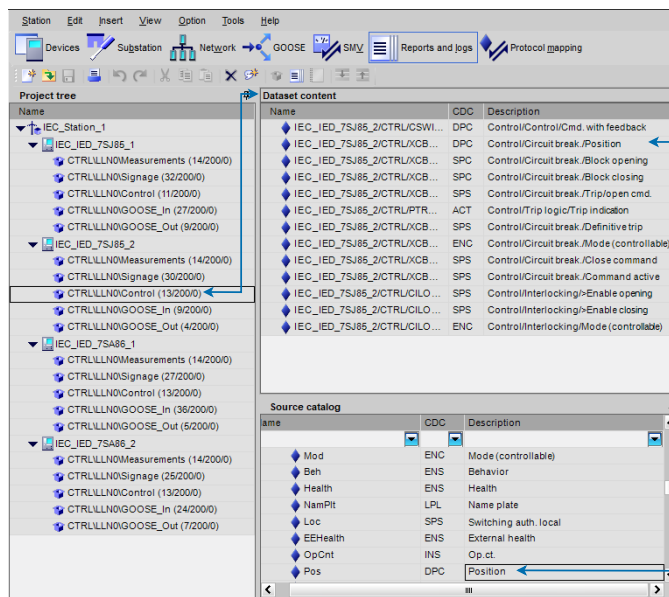 Station Edit Insert View Option Tools Help
Devices Substation Network GOOSE SMV Reports and logs Protocol mapping
Project tree
Name
IEC_Station_1
IEC_IED_7SJ85_1
CTRL\LLN0\Measurements (14/200/0)
CTRL\LLN0\Signage (32/200/0)
CTRL\LLN0\Control (11/200/0)
CTRL\LLN0\GOOSE_In (27/200/0)
CTRL\LLN0\GOOSE_Out (9/200/0)
IEC_IED_7SJ85_2
CTRL\LLN0\Measurements (14/200/0)
CTRL\LLN0\Signage (30/200/0)
CTRL\LLN0\Control (13/200/0)
CTRL\LLN0\GOOSE_In (9/200/0)
CTRL\LLN0\GOOSE_Out (4/200/0)
IEC_IED_7SA86_1
CTRL\LLN0\Measurements (14/200/0)
CTRL\LLN0\Signage (27/200/0)
CTRL\LLN0\Control (13/200/0)
CTRL\LLN0\GOOSE_In (36/200/0)
CTRL\LLN0\GOOSE_Out (5/200/0)
IEC_IED_7SA86_2
CTRL\LLN0\Measurements (14/200/0)
CTRL\LLN0\Signage (25/200/0)
CTRL\LLN0\Control (13/200/0)
CTRL\LLN0\GOOSE_In (24/200/0)
CTRL\LLN0\GOOSE_Out (7/200/0)
Dataset content
Name CDC Description
IEC_IED_7SJ85_2/CTRL/CSWI... DPC Control/Control/Cmd. with feedback
IEC_IED_7SJ85_2/CTRL/XCB... DPC Control/Circuit break./Position
IEC_IED_7SJ85_2/CTRL/XCB... SPC Control/Circuit break./Block opening
IEC_IED_7SJ85_2/CTRL/XCB... SPC Control/Circuit break./Block closing
IEC_IED_7SJ85_2/CTRL/XCB... SPS Control/Circuit break./Trip/open cmd.
IEC_IED_7SJ85_2/CTRL/PTR... ACT Control/Trip logic/Trip indication
IEC_IED_7SJ85_2/CTRL/XCB... SPS Control/Circuit break./Definitive trip
IEC_IED_7SJ85_2/CTRL/XCB... ENC Control/Circuit break./Mode (controllable)
IEC_IED_7SJ85_2/CTRL/XCB... SPS Control/Circuit break./Close command
IEC_IED_7SJ85_2/CTRL/XCB... SPS Control/Circuit break./Command active
IEC_IED_7SJ85_2/CTRL/CILO... SPS Control/Interlocking/>Enable opening
IEC_IED_7SJ85_2/CTRL/CILO... SPS Control/Interlocking/>Enable closing
IEC_IED_7SJ85_2/CTRL/CILO... ENC Control/Interlocking/Mode (controllable)
Source catalog
ame CDC Description
Mod ENC Mode (controllable)
Beh ENS Behavior
Health ENS Health
NamPlt LPL Name plate
Loc SPS Switching auth. local
EEHealth ENS External health
OpCnt INS Op.ct.
Pos DPC Position